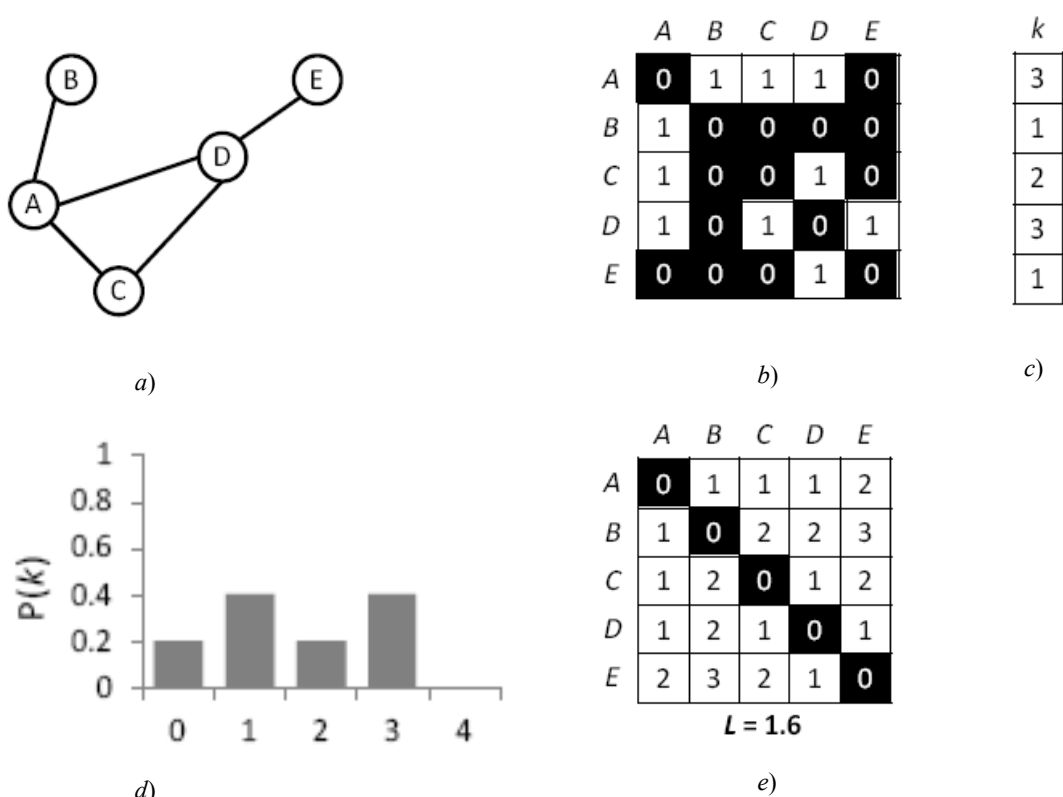 B
E
D
A
C
a)
A B C D E
A 0 1 1 1 0
B 1 0 0 0 0
C 1 0 0 1 0
D 1 0 1 0 1
E 0 0 0 1 0
b)
k
3
1
2
3
1
c)
P(k)
1
0.8
0.6
0.4
0.2
0
0 1 2 3 4
d)
A B C D E
A 0 1 1 1 2
B 1 0 2 2 3
C 1 2 0 1 2
D 1 2 1 0 1
E 2 3 2 1 0
L = 1.6
e)